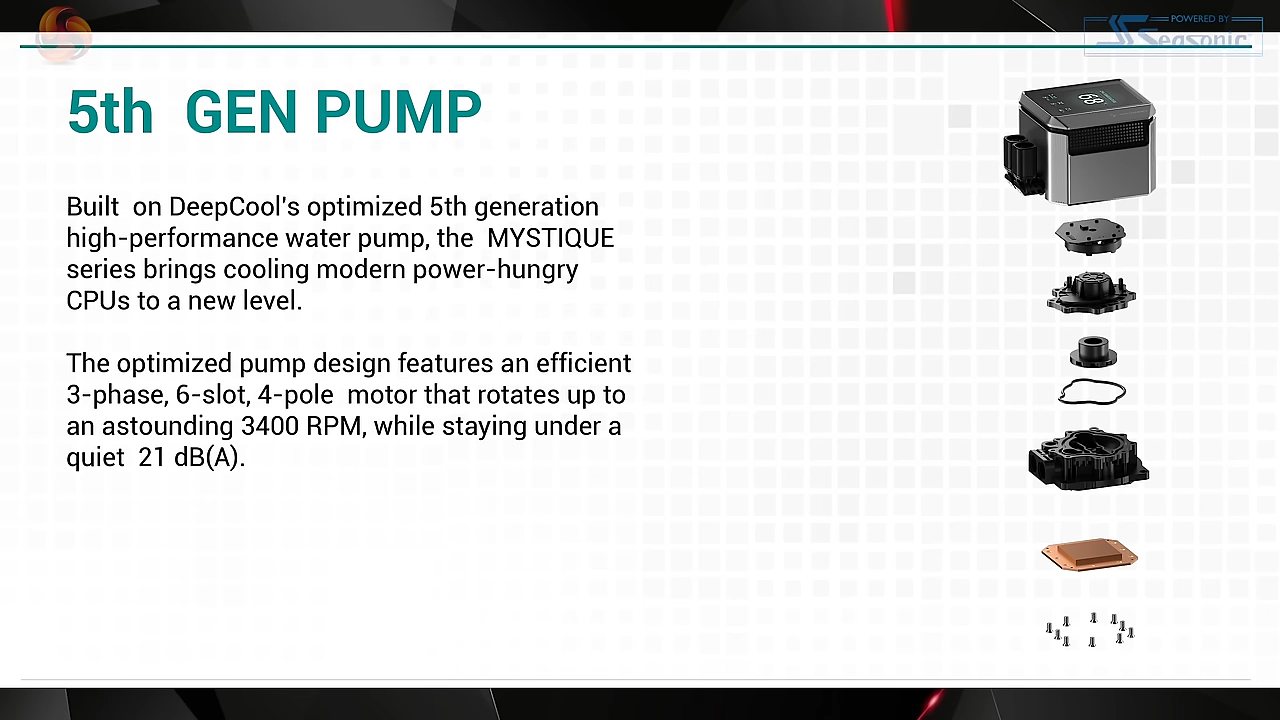 POWERED BY
Seasonic
5th GEN PUMP
68
Built on DeepCool's optimized 5th generation
high-performance water pump, the MYSTIQUE
series brings cooling modern power-hungry
CPUs to a new level.
The optimized pump design features an efficient
3-phase, 6-slot, 4-pole motor that rotates up to
an astounding 3400 RPM, while staying under a
quiet 21 dB(A).